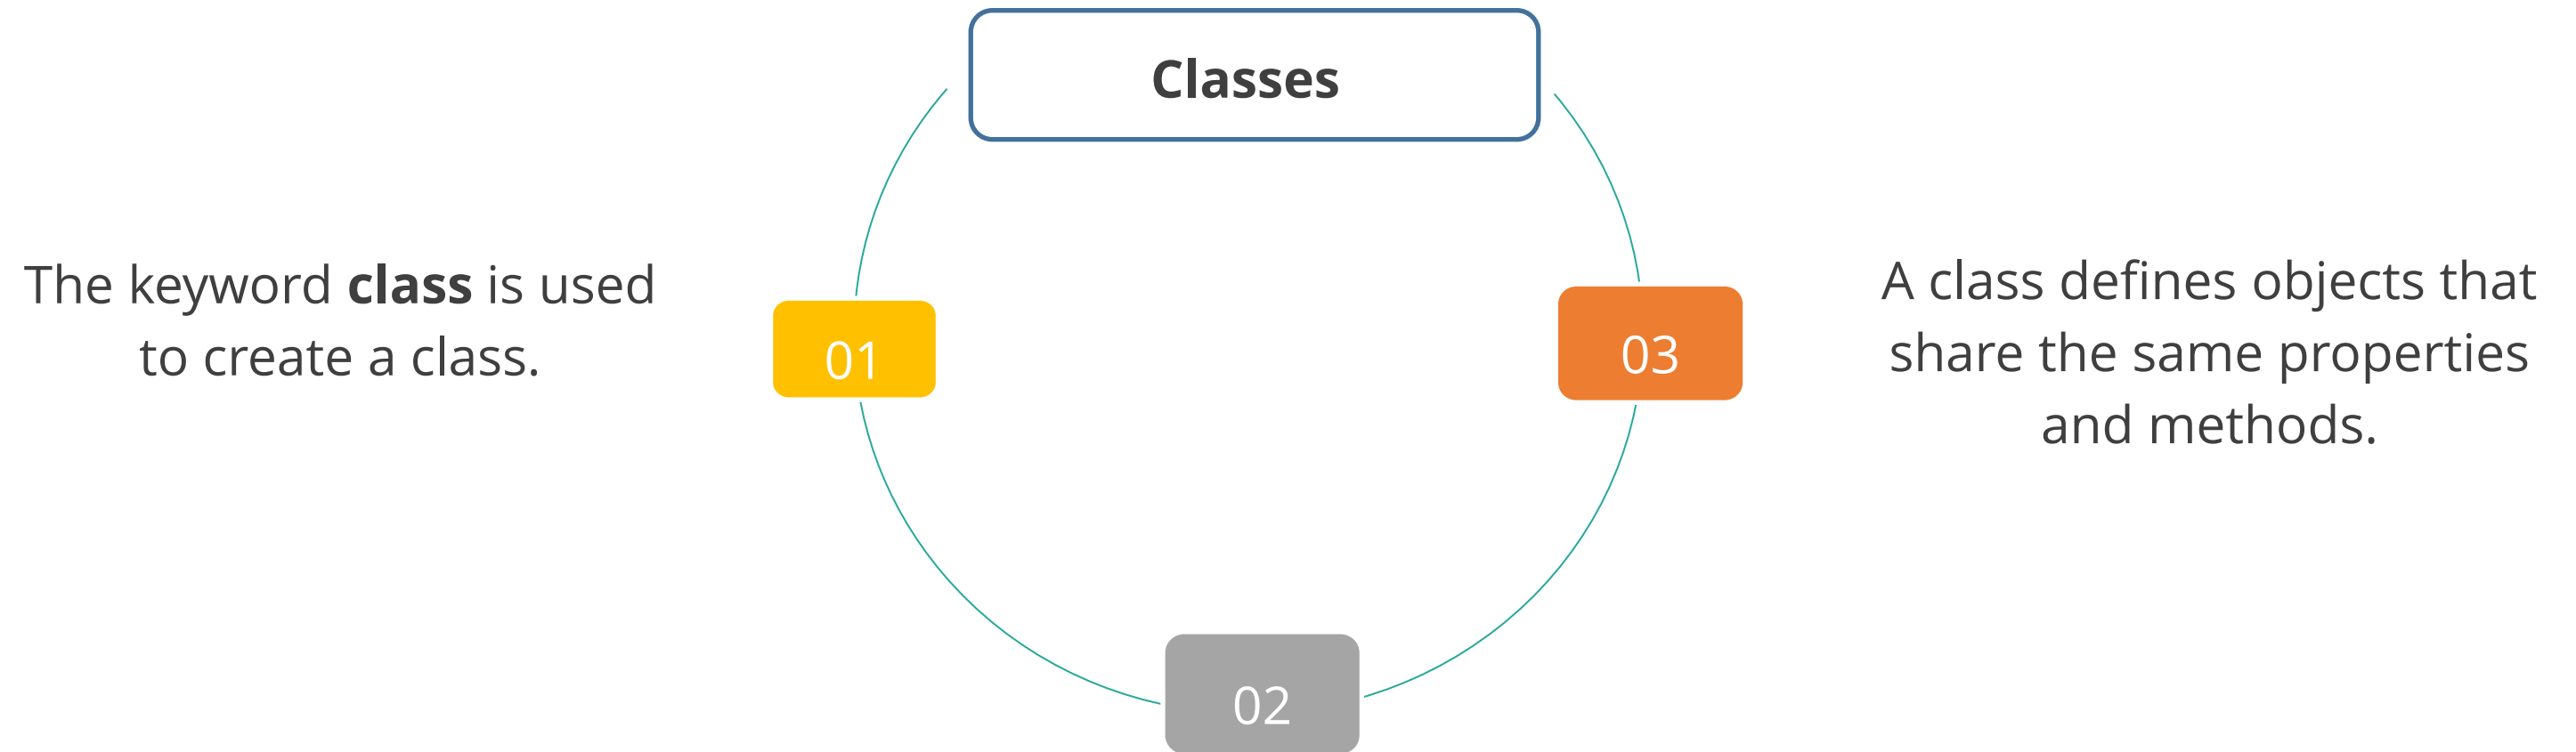 Classes
The keyword class is used
to create a class.
01
03
A class defines objects that
share the same properties
and methods.
02